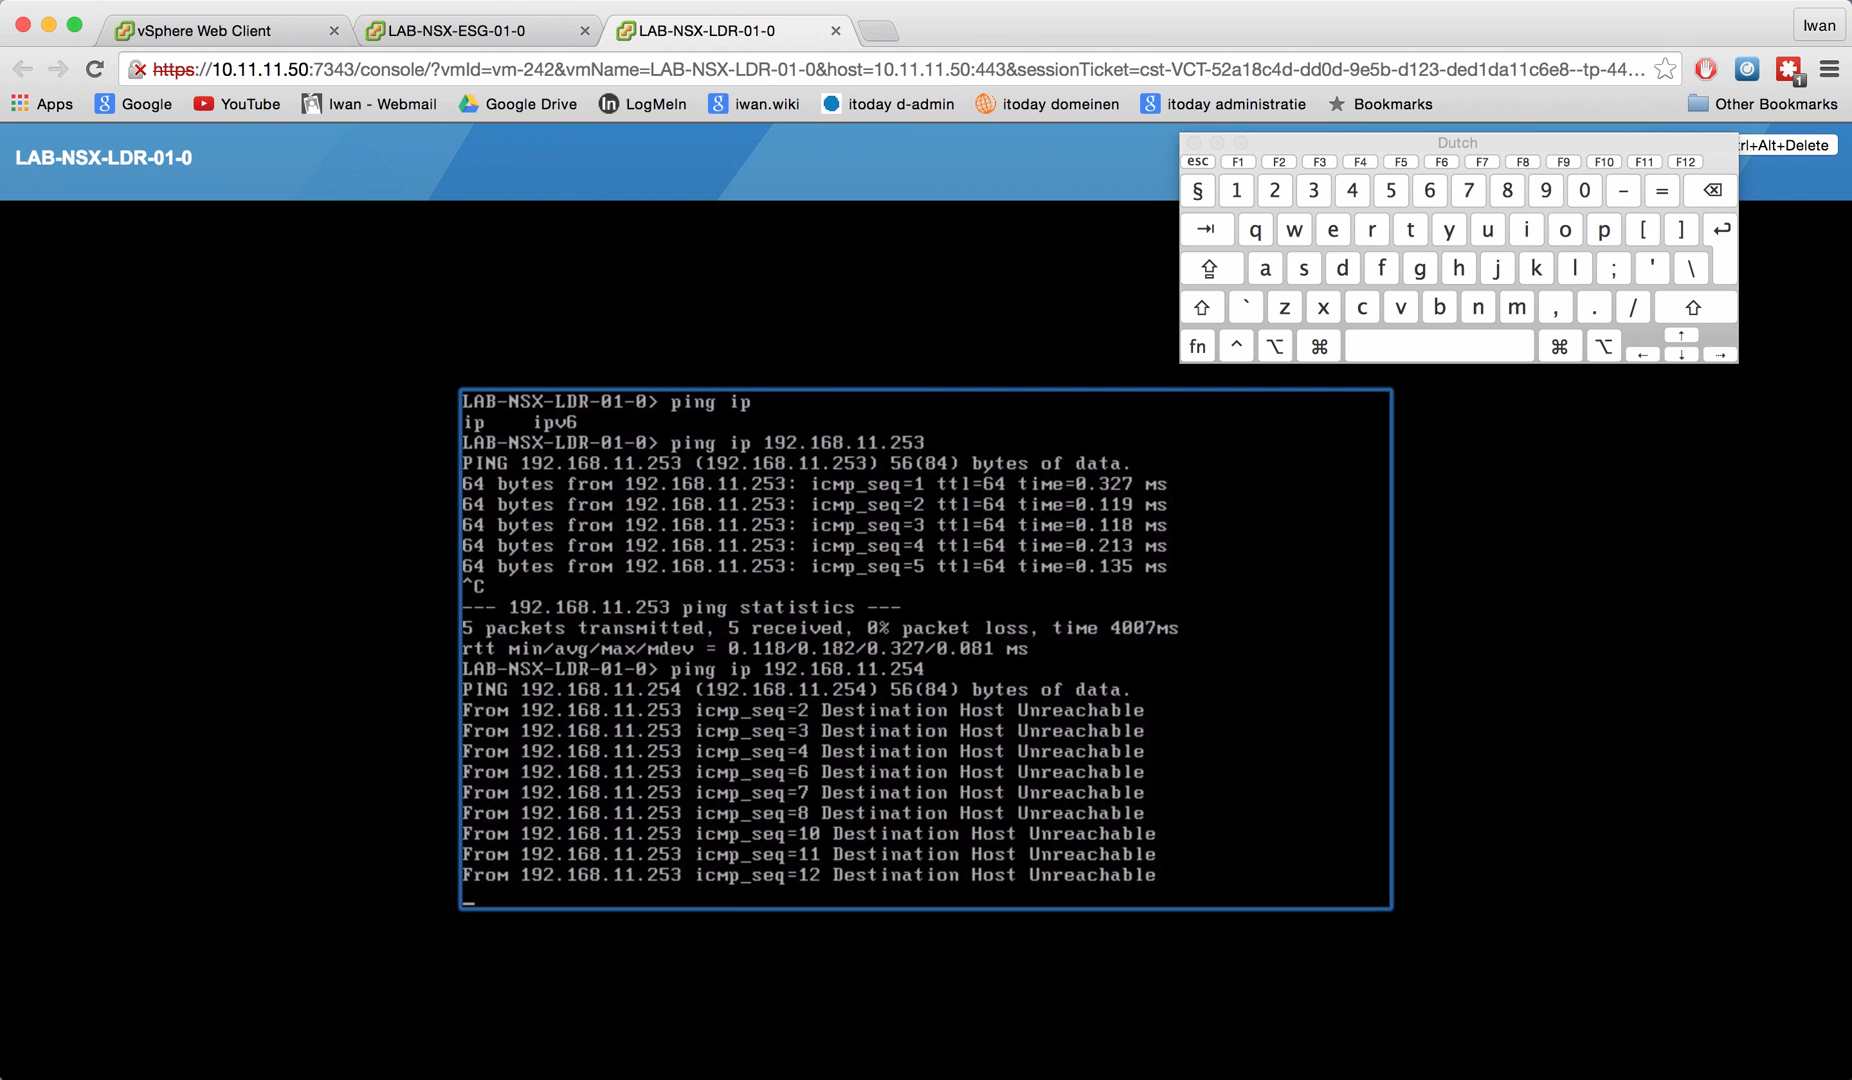 vSphere Web Client
LAB-NSX-ESG-01-0
LAB-NSX-LDR-01-0
Iwan
https://10.11.11.50:7343/console/?vmId=vm-242&vmName=LAB-NSX-LDR-01-0&host=10.11.11.50:443&sessionTicket=cst-VCT-52a18c4d-dd0d-9e5b-d123-ded1da11c6e8--tp-44...
1
Apps
Google
YouTube
Iwan - Webmail
Google Drive
LogMeIn
iwan.wiki
itoday d-admin
itoday domeinen
itoday administratie
Bookmarks
Other Bookmarks
LAB-NSX-LDR-01-0
rl+Alt+Delete
Dutch
esc F1 F2 F3 F4 F5 F6 F7 F8 F9 F10 F11 F12
§ 1 2 3 4 5 6 7 8 9 0 - =
q w e r t y u i o p [ ]
a s d f g h j k l ; ' \
` z x c v b n m , . /
fn ^ ⌥ ⌘ ⌘ ⌥
LAB-NSX-LDR-01-0> ping ip
ip ipv6
LAB-NSX-LDR-01-0> ping ip 192.168.11.253
PING 192.168.11.253 (192.168.11.253) 56(84) bytes of data.
64 bytes from 192.168.11.253: icmp_seq=1 ttl=64 time=0.327 ms
64 bytes from 192.168.11.253: icmp_seq=2 ttl=64 time=0.119 ms
64 bytes from 192.168.11.253: icmp_seq=3 ttl=64 time=0.118 ms
64 bytes from 192.168.11.253: icmp_seq=4 ttl=64 time=0.213 ms
64 bytes from 192.168.11.253: icmp_seq=5 ttl=64 time=0.135 ms
^C
--- 192.168.11.253 ping statistics ---
5 packets transmitted, 5 received, 0% packet loss, time 4007ms
rtt min/avg/max/mdev = 0.118/0.182/0.327/0.081 ms
LAB-NSX-LDR-01-0> ping ip 192.168.11.254
PING 192.168.11.254 (192.168.11.254) 56(84) bytes of data.
From 192.168.11.253 icmp_seq=2 Destination Host Unreachable
From 192.168.11.253 icmp_seq=3 Destination Host Unreachable
From 192.168.11.253 icmp_seq=4 Destination Host Unreachable
From 192.168.11.253 icmp_seq=6 Destination Host Unreachable
From 192.168.11.253 icmp_seq=7 Destination Host Unreachable
From 192.168.11.253 icmp_seq=8 Destination Host Unreachable
From 192.168.11.253 icmp_seq=10 Destination Host Unreachable
From 192.168.11.253 icmp_seq=11 Destination Host Unreachable
From 192.168.11.253 icmp_seq=12 Destination Host Unreachable